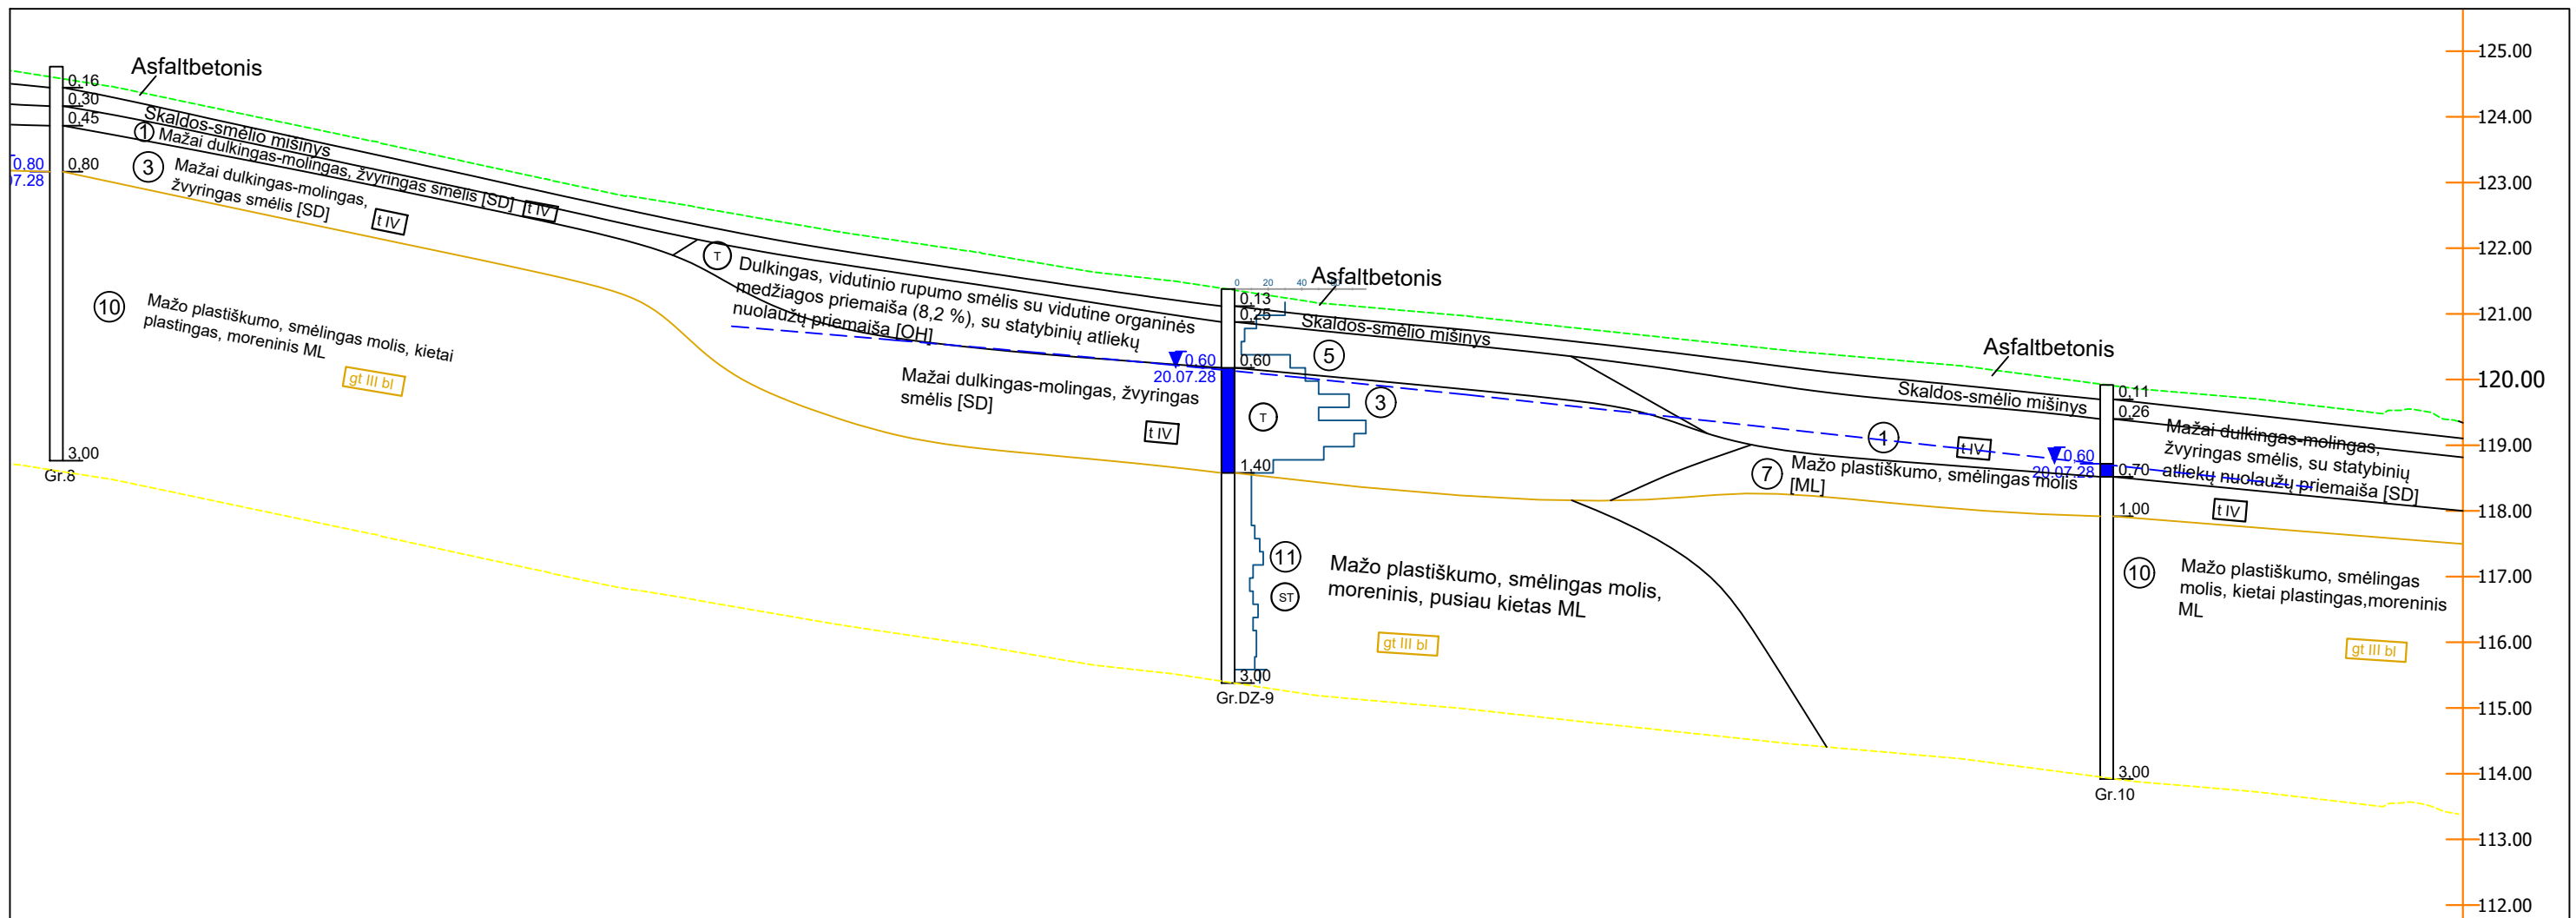 Asfaltbetonis
0,16
0,30
0,45
0,80
3,00
Gr.8
0.80
07.28
Skaldos-smėlio mišinys
1
Mažai dulkingas-molingas, žvyringas smėlis [SD]
t IV
3
Mažai dulkingas-molingas,
žvyringas smėlis [SD]
t IV
10
Mažo plastiškumo, smėlingas molis, kietai
plastingas, moreninis ML
gt III bl
T
Dulkingas, vidutinio rupumo smėlis su vidutine organinės
medžiagos priemaiša (8,2 %), su statybinių atliekų
nuolaužų priemaiša [OH]
Mažai dulkingas-molingas, žvyringas
smėlis [SD]
t IV
0.60
20.07.28
0 20 40
Asfaltbetonis
0,13
0,25
0,60
1,40
3,00
Gr.DZ-9
Skaldos-smėlio mišinys
5
3
T
11
ST
Mažo plastiškumo, smėlingas molis,
moreninis, pusiau kietas ML
gt III bl
Asfaltbetonis
Skaldos-smėlio mišinys
1
t IV
0.60
20.07.28
7
Mažo plastiškumo, smėlingas molis
[ML]
0,11
0,26
0,70
1,00
3,00
Gr.10
Mažai dulkingas-molingas,
žvyringas smėlis, su statybinių
atliekų nuolaužų priemaiša [SD]
t IV
10
Mažo plastiškumo, smėlingas
molis, kietai plastingas,moreninis
ML
gt III bl
125.00
124.00
123.00
122.00
121.00
120.00
119.00
118.00
117.00
116.00
115.00
114.00
113.00
112.00